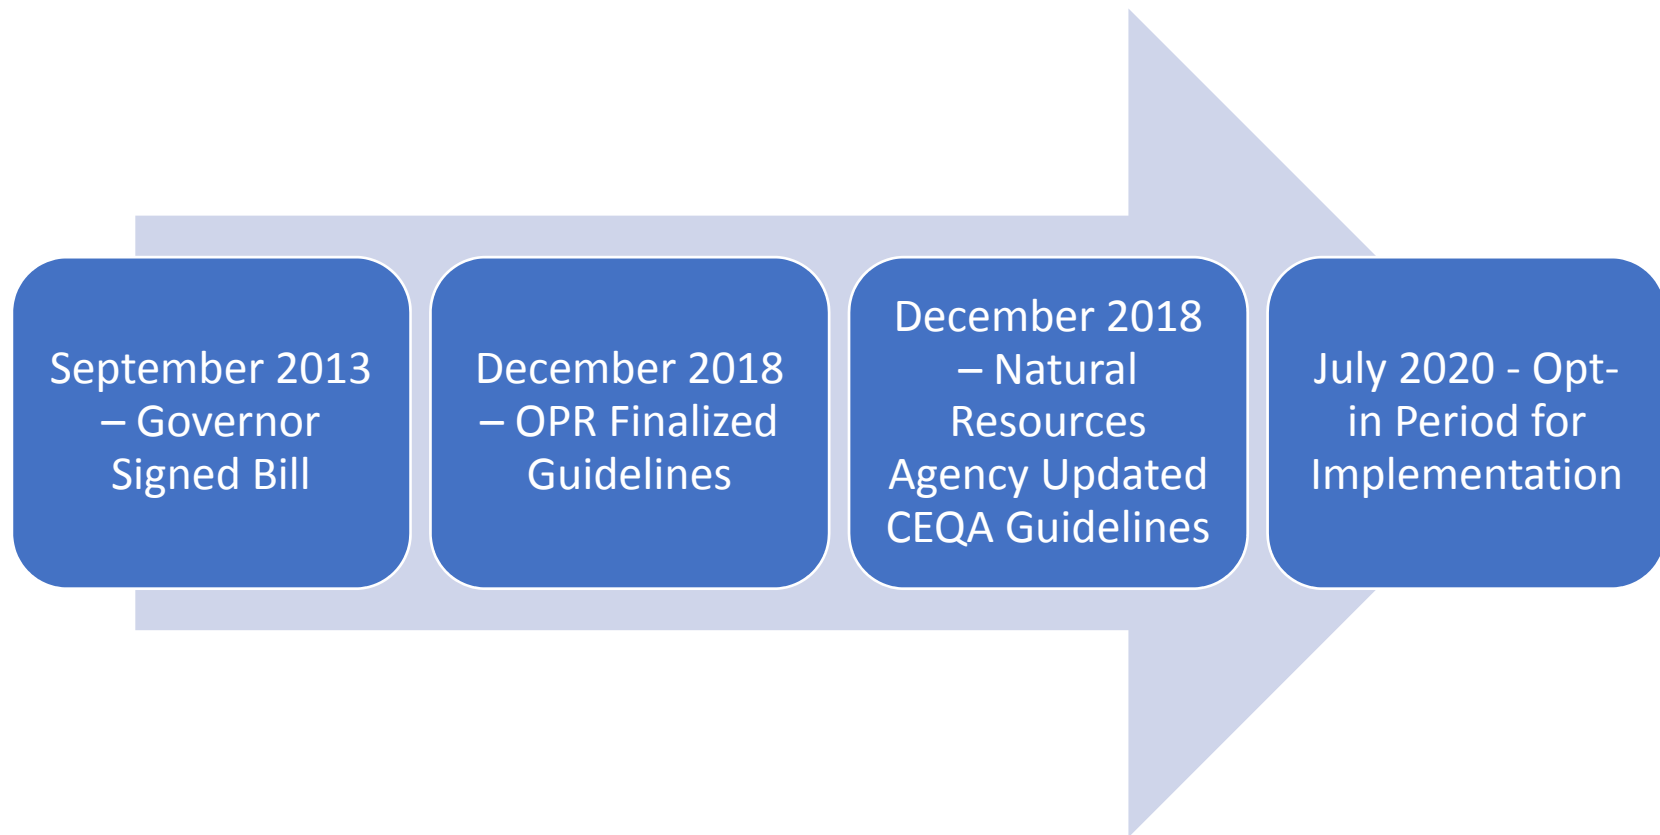 September 2013
– Governor
Signed Bill
December 2018
– OPR Finalized
Guidelines
December 2018
– Natural
Resources
Agency Updated
CEQA Guidelines
July 2020 - Opt-
in Period for
Implementation